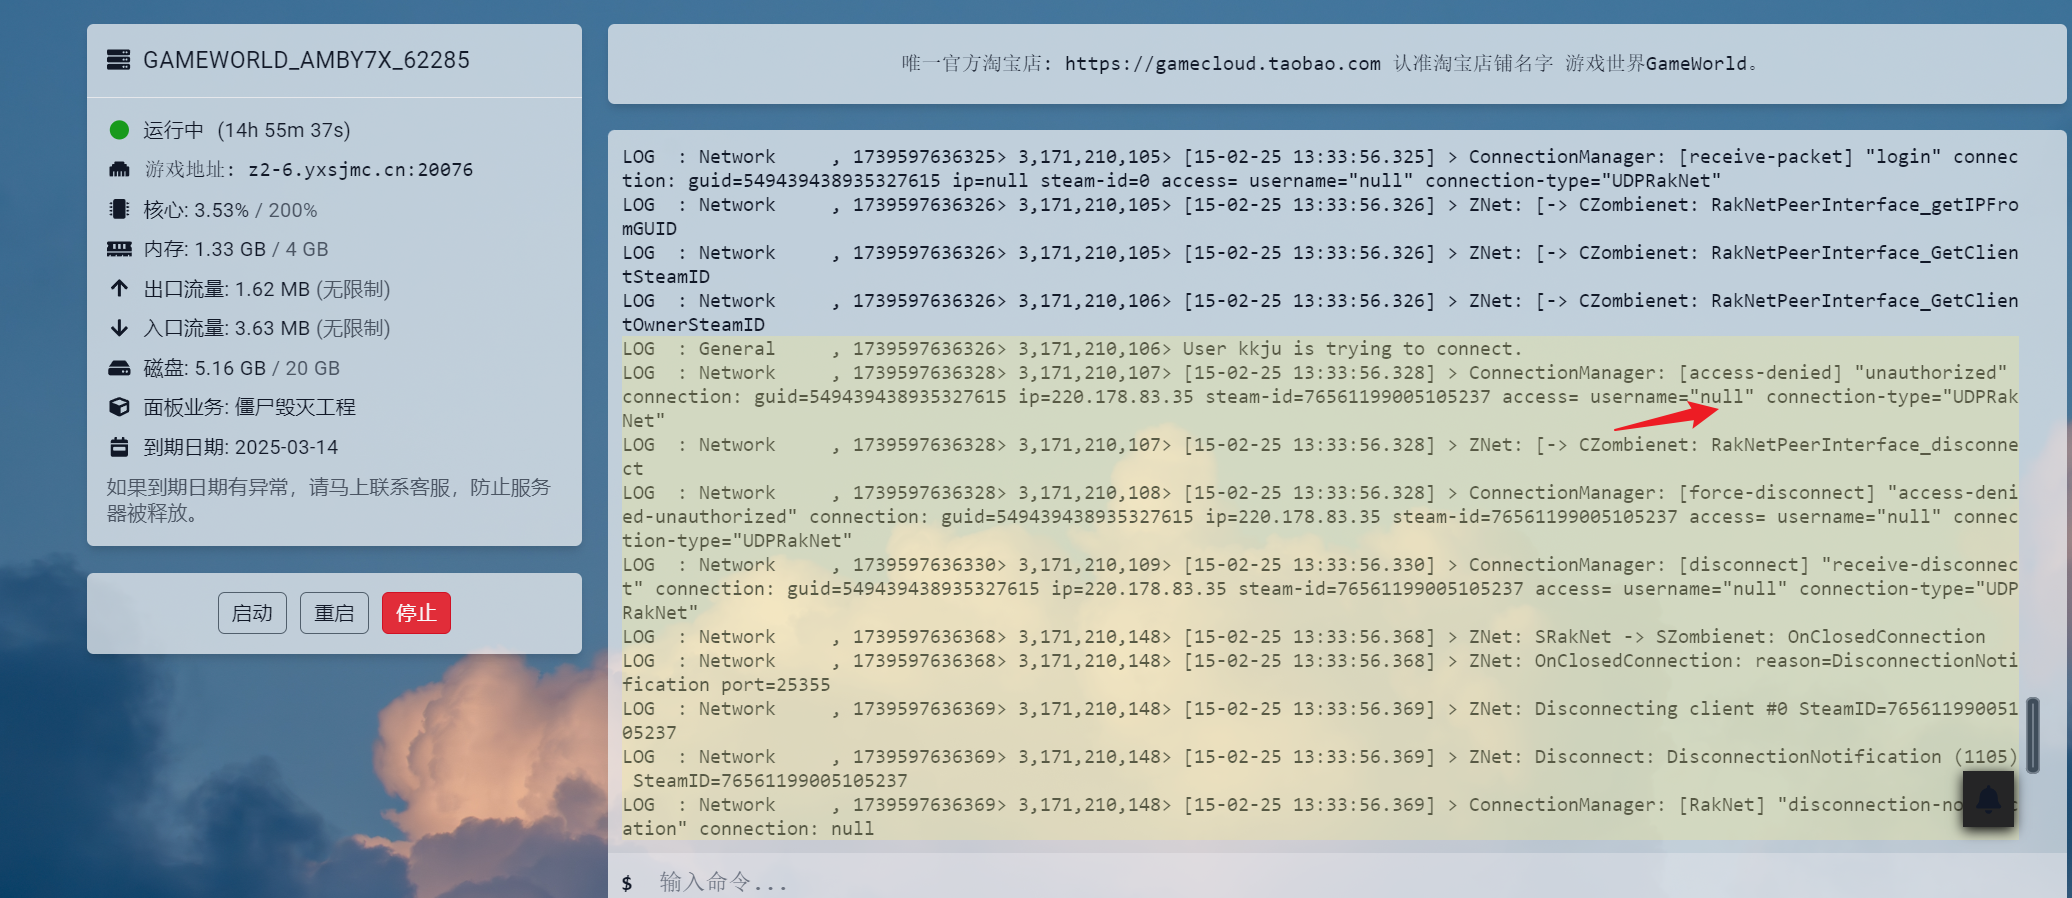 GAMEWORLD_AMBY7X_62285
运行中 (14h 55m 37s)
游戏地址: z2-6.yxsjmc.cn:20076
核心: 3.53% / 200%
内存: 1.33 GB / 4 GB
出口流量: 1.62 MB (无限制)
入口流量: 3.63 MB (无限制)
磁盘: 5.16 GB / 20 GB
面板业务: 僵尸毁灭工程
到期日期: 2025-03-14
如果到期日期有异常，请马上联系客服，防止服务
器被释放。
启动 重启 停止
唯一官方淘宝店: https://gamecloud.taobao.com 认准淘宝店铺名字 游戏世界GameWorld。
LOG  : Network     , 1739597636325> 3,171,210,105> [15-02-25 13:33:56.325] > ConnectionManager: [receive-packet] "login" connec
tion: guid=549439438935327615 ip=null steam-id=0 access= username="null" connection-type="UDPRakNet"
LOG  : Network     , 1739597636326> 3,171,210,105> [15-02-25 13:33:56.326] > ZNet: [-> CZombienet: RakNetPeerInterface_getIPFro
mGUID
LOG  : Network     , 1739597636326> 3,171,210,105> [15-02-25 13:33:56.326] > ZNet: [-> CZombienet: RakNetPeerInterface_GetClien
tSteamID
LOG  : Network     , 1739597636326> 3,171,210,106> [15-02-25 13:33:56.326] > ZNet: [-> CZombienet: RakNetPeerInterface_GetClien
tOwnerSteamID
LOG  : General     , 1739597636326> 3,171,210,106> User kkju is trying to connect.
LOG  : Network     , 1739597636328> 3,171,210,107> [15-02-25 13:33:56.328] > ConnectionManager: [access-denied] "unauthorized"
connection: guid=549439438935327615 ip=220.178.83.35 steam-id=76561199005105237 access= username="null" connection-type="UDPRak
Net"
LOG  : Network     , 1739597636328> 3,171,210,107> [15-02-25 13:33:56.328] > ZNet: [-> CZombienet: RakNetPeerInterface_disconne
ct
LOG  : Network     , 1739597636328> 3,171,210,108> [15-02-25 13:33:56.328] > ConnectionManager: [force-disconnect] "access-deni
ed-unauthorized" connection: guid=549439438935327615 ip=220.178.83.35 steam-id=76561199005105237 access= username="null" connec
tion-type="UDPRakNet"
LOG  : Network     , 1739597636330> 3,171,210,109> [15-02-25 13:33:56.330] > ConnectionManager: [disconnect] "receive-disconnec
t" connection: guid=549439438935327615 ip=220.178.83.35 steam-id=76561199005105237 access= username="null" connection-type="UDP
RakNet"
LOG  : Network     , 1739597636368> 3,171,210,148> [15-02-25 13:33:56.368] > ZNet: SRakNet -> SZombienet: OnClosedConnection
LOG  : Network     , 1739597636368> 3,171,210,148> [15-02-25 13:33:56.368] > ZNet: OnClosedConnection: reason=DisconnectionNoti
fication port=25355
LOG  : Network     , 1739597636369> 3,171,210,148> [15-02-25 13:33:56.369] > ZNet: Disconnecting client #0 SteamID=765611990051
05237
LOG  : Network     , 1739597636369> 3,171,210,148> [15-02-25 13:33:56.369] > ZNet: Disconnect: DisconnectionNotification (1105)
SteamID=76561199005105237
LOG  : Network     , 1739597636369> 3,171,210,148> [15-02-25 13:33:56.369] > ConnectionManager: [RakNet] "disconnection-no
ation" connection: null
$ 输入命令...